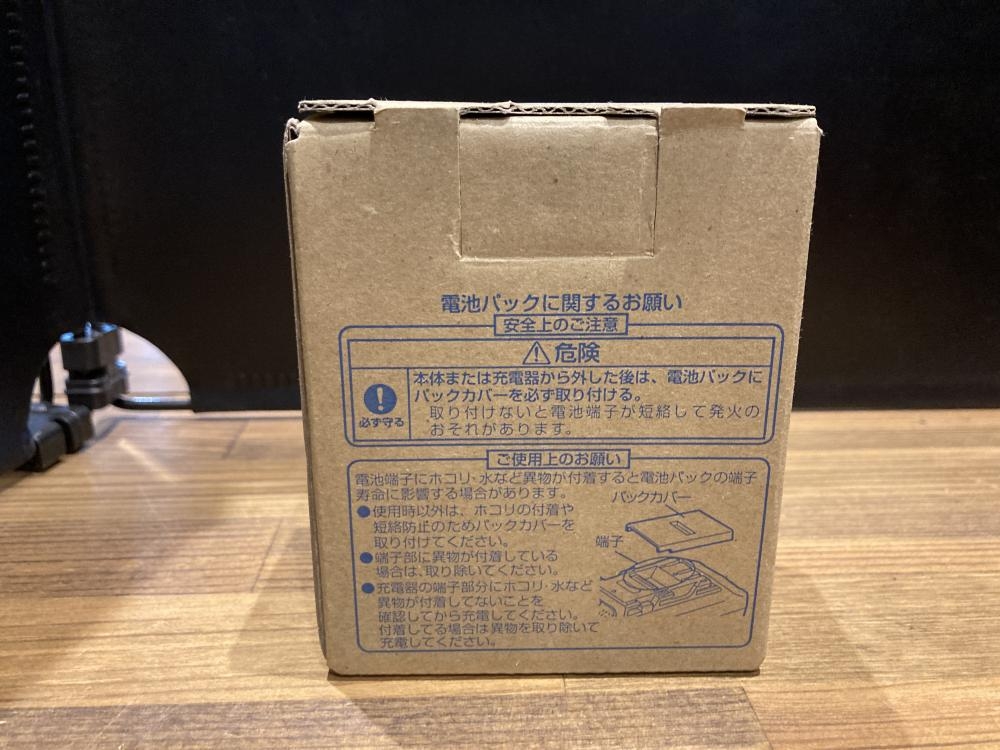 電池パックに関するお願い
安全上のご注意
危険
本体または充電器から外した後は、電池パックに
パックカバーを必ず取り付ける。
取り付けないと電池端子が短絡して発火の
おそれがあります。
必ず守る
ご使用上のお願い
電池端子にホコリ・水など異物が付着すると電池パックの端子
寿命に影響する場合があります。
●使用時以外は、ホコリの付着や
短絡防止のためパックカバーを
取り付けてください。
●端子部に異物が付着している
場合は、取り除いてください。
●充電器の端子部分にホコリ・水など
異物が付着してないことを
確認してから充電してください。
付着してる場合は異物を取り除いて
充電してください。
パックカバー
端子